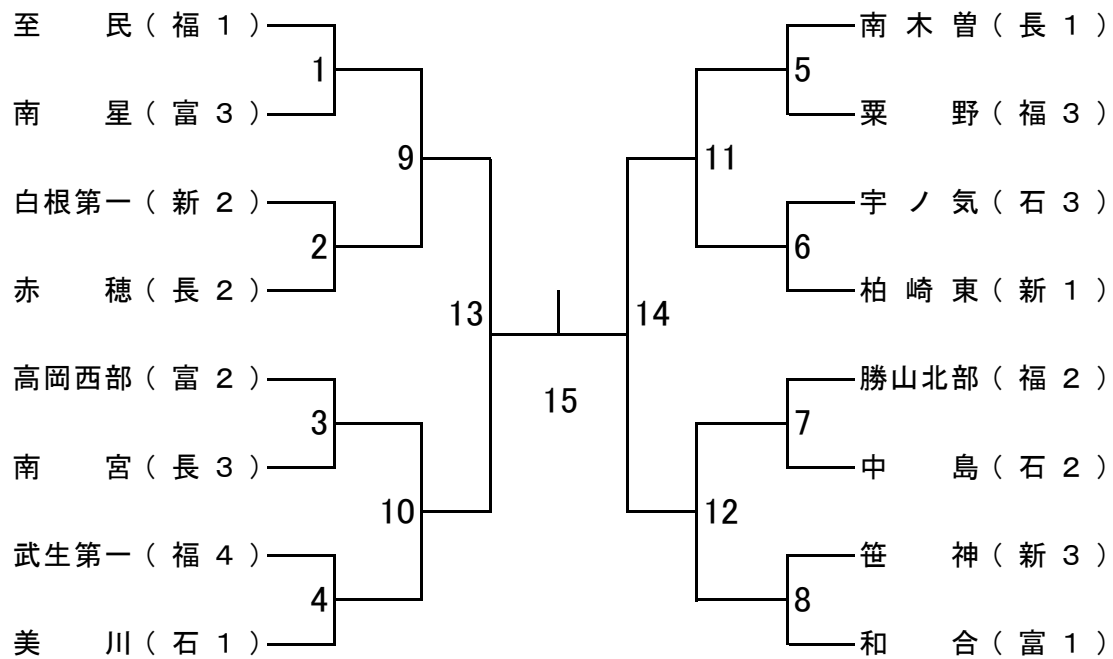 至民(福1)
1
南星(富3)
9
白根第一(新2)
2
赤穂(長2)
13
高岡西部(富2)
3
南宮(長3)
10
武生第一(福4)
4
美川(石1)
15
南木曽(長1)
5
粟野(福3)
11
宇ノ気(石3)
6
柏崎東(新1)
14
勝山北部(福2)
7
中島(石2)
12
笹神(新3)
8
和合(富1)